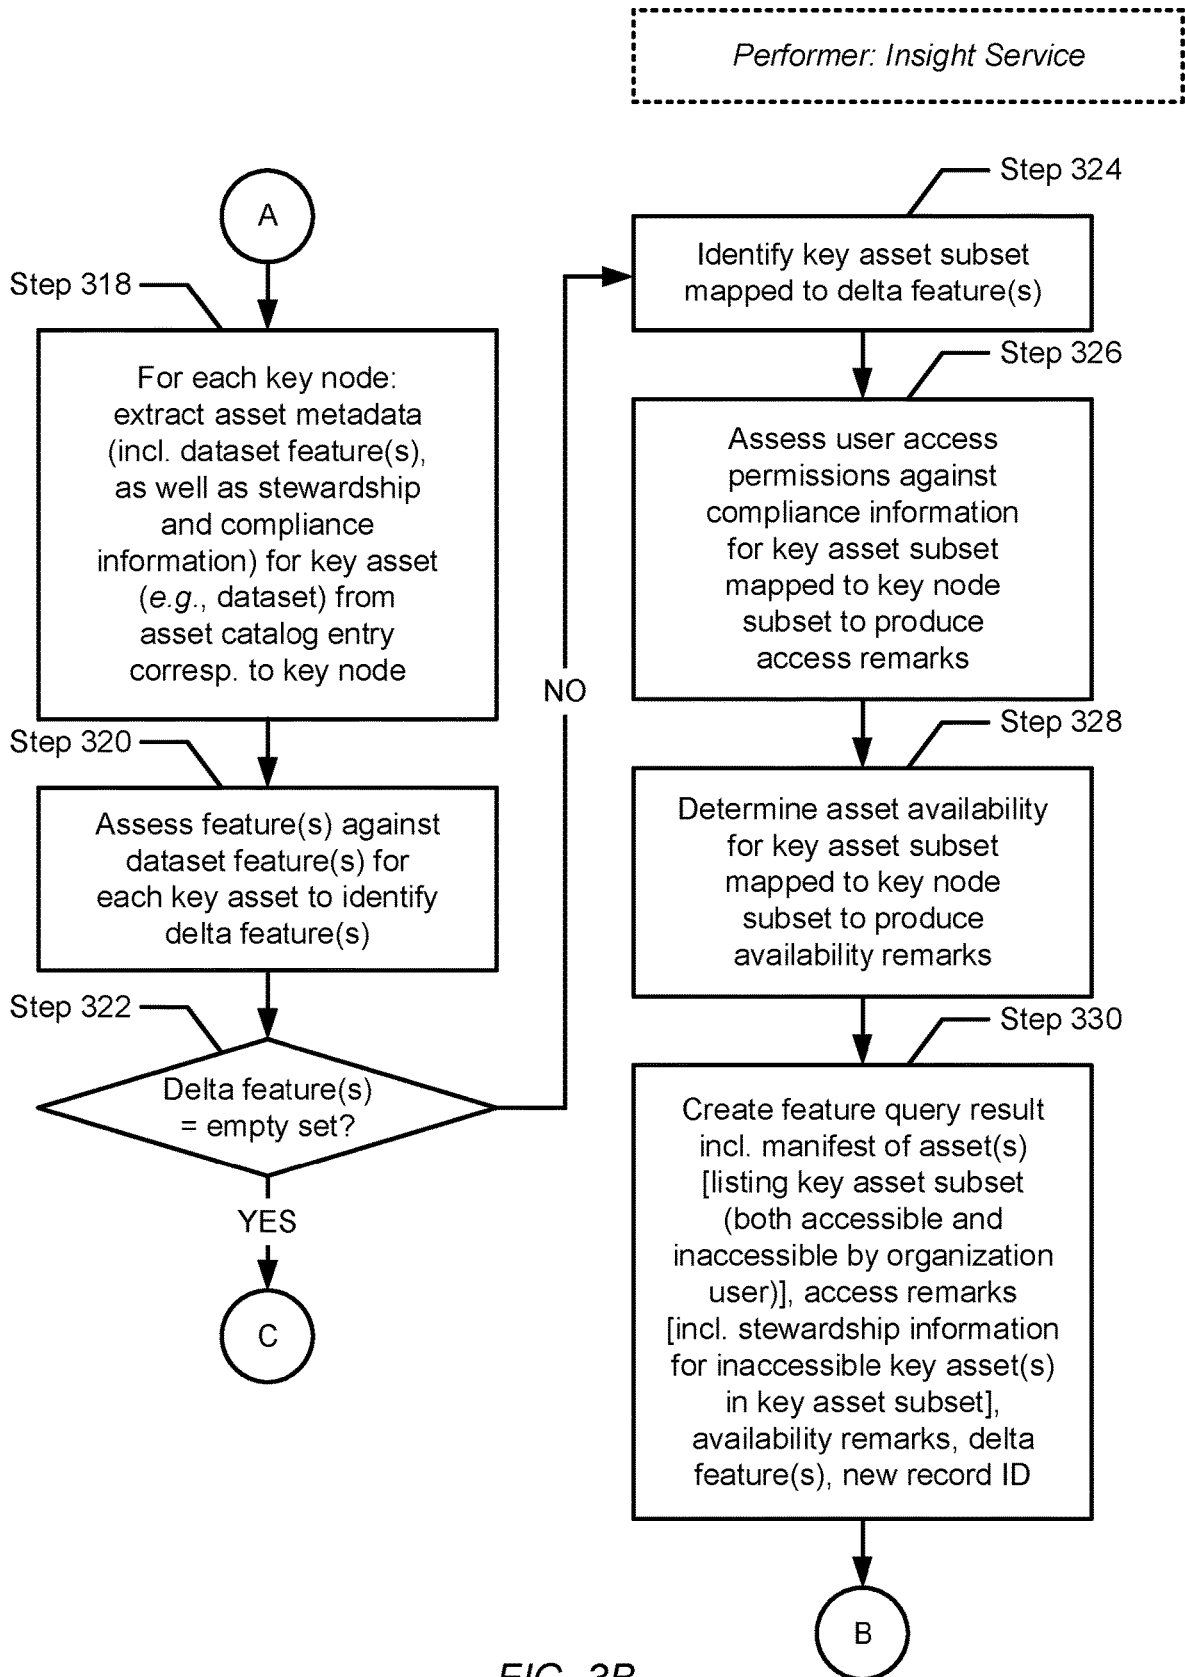 Performer: Insight Service
A
Step 318
For each key node:
extract asset metadata
(incl. dataset feature(s),
as well as stewardship
and compliance
information) for key asset
(e.g., dataset) from
asset catalog entry
corresp. to key node
Step 320
Assess feature(s) against
dataset feature(s) for
each key asset to identify
delta feature(s)
Step 322
Delta feature(s)
= empty set?
YES
C
NO
Step 324
Identify key asset subset
mapped to delta feature(s)
Step 326
Assess user access
permissions against
compliance information
for key asset subset
mapped to key node
subset to produce
access remarks
Step 328
Determine asset availability
for key asset subset
mapped to key node
subset to produce
availability remarks
Step 330
Create feature query result
incl. manifest of asset(s)
[listing key asset subset
(both accessible and
inaccessible by organization
user)], access remarks
[incl. stewardship information
for inaccessible key asset(s)
in key asset subset],
availability remarks, delta
feature(s), new record ID
B
FIG. 3B